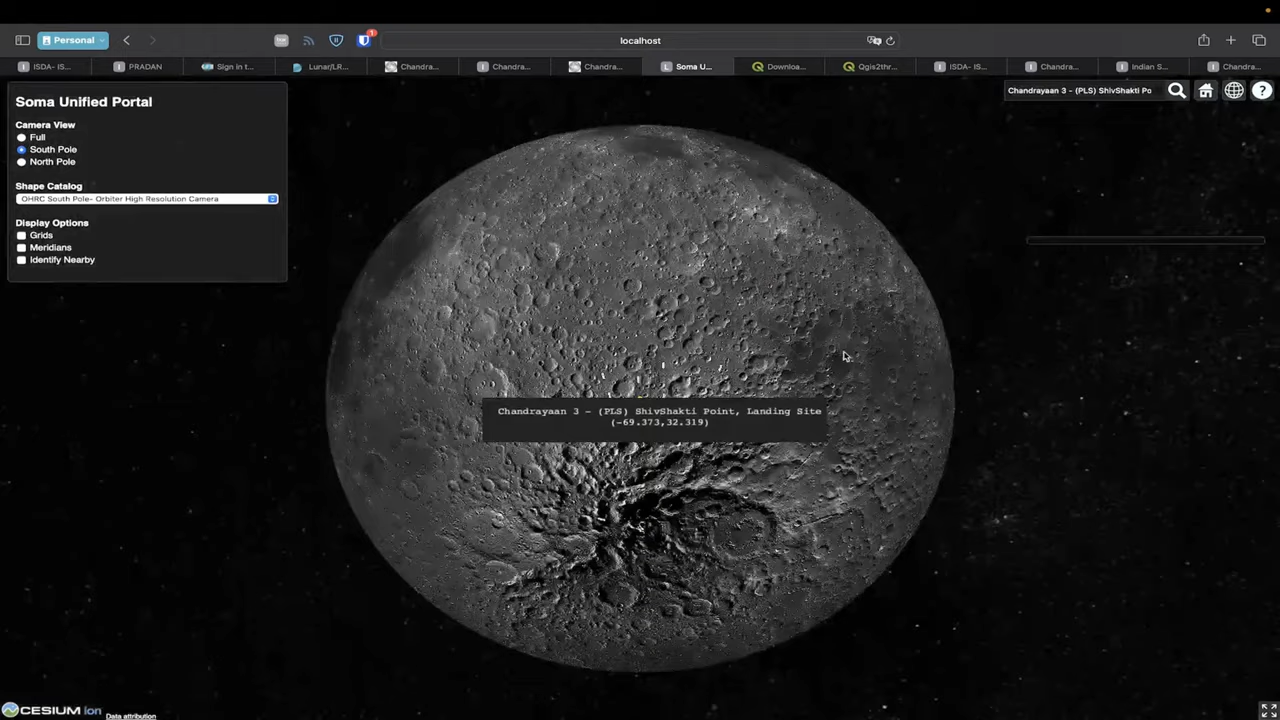 Personal
1
localhost
ISDA- IS...
PRADAN
Sign in t...
Lunar/LR...
Chandra...
Chandra...
Chandra...
Soma U...
Downloa...
Qgis2thr...
ISDA- IS...
Chandra...
Indian S...
Chandra...
Soma Unified Portal
Chandrayaan 3 - (PLS) ShivShakti Po
?
Camera View
Full
South Pole
North Pole
Shape Catalog
OHRC South Pole- Orbiter High Resolution Camera
Display Options
Grids
Meridians
Identify Nearby
Chandrayaan 3 - (PLS) ShivShakti Point, Landing Site
(-69.373,32.319)
CESIUM ion
Data attribution